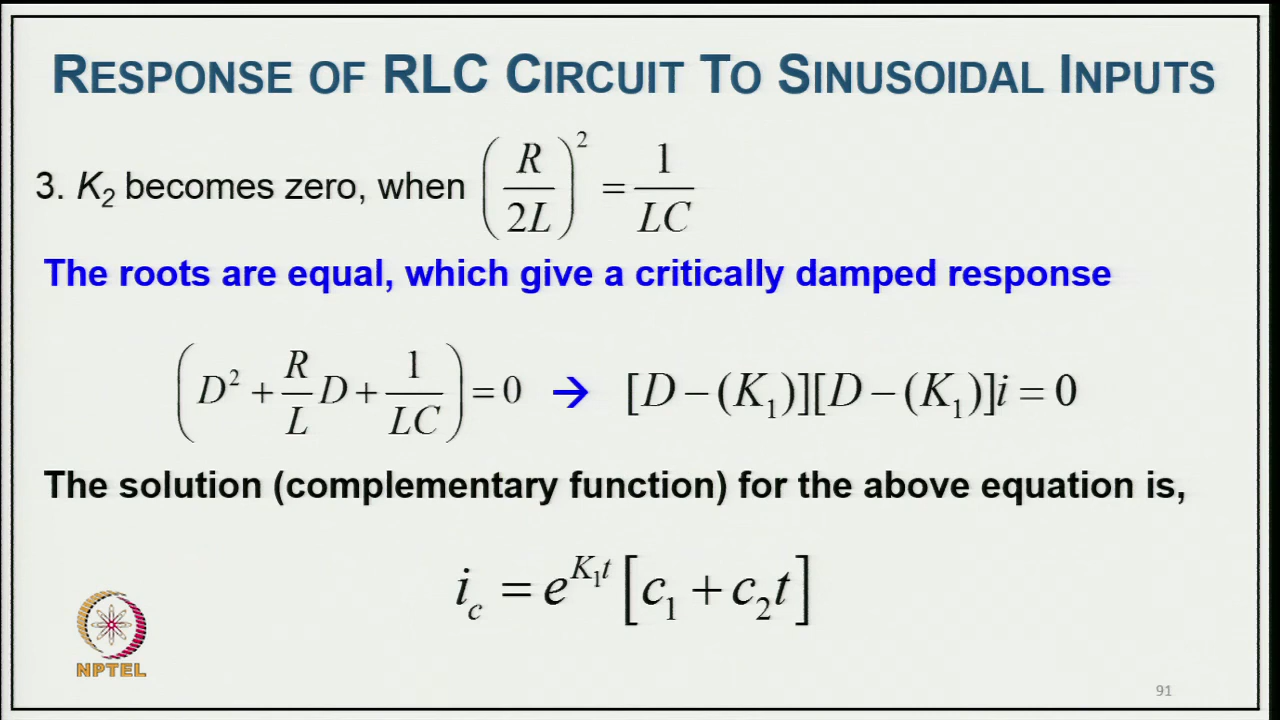 RESPONSE OF RLC CIRCUIT TO SINUSOIDAL INPUTS
3. K₂ becomes zero, when (R/2L)² = 1/LC
The roots are equal, which give a critically damped response
(D² + R/L D + 1/LC) = 0 → [D − (K₁)][D − (K₁)]i = 0
The solution (complementary function) for the above equation is,
i_c = e^{K₁t} [c₁ + c₂t]
NPTEL
91